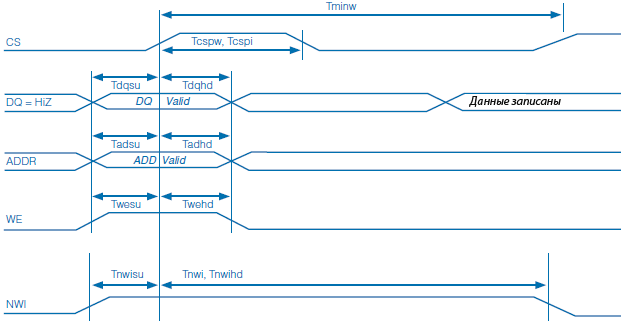 Tminw
CS
Tcspw, Tcspi
Tdqsu
Tdqhd
DQ = HiZ
DQ
Valid
Данные записаны
Tadsu
Tadhd
ADDR
ADD
Valid
Twesu
Twehd
WE
Tnwisu
Tnwi, Tnwihd
NWI